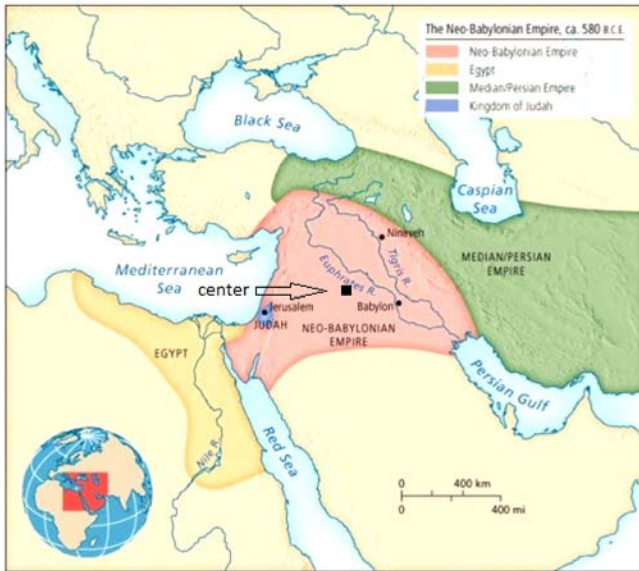 The Neo-Babylonian Empire, ca. 580 B.C.E.
Neo-Babylonian Empire
Egypt
Median/Persian Empire
Kingdom of Judah
Black Sea
Caspian
Sea
Nineveh
Tigris R.
MEDIAN/PERSIAN
EMPIRE
Mediterranean
Sea
center
Euphrates R.
Jerusalem
JUDAH
Babylon
NEO-BABYLONIAN
EMPIRE
EGYPT
Persian Gulf
Nile R.
Red Sea
0 400 km
0 400 mi